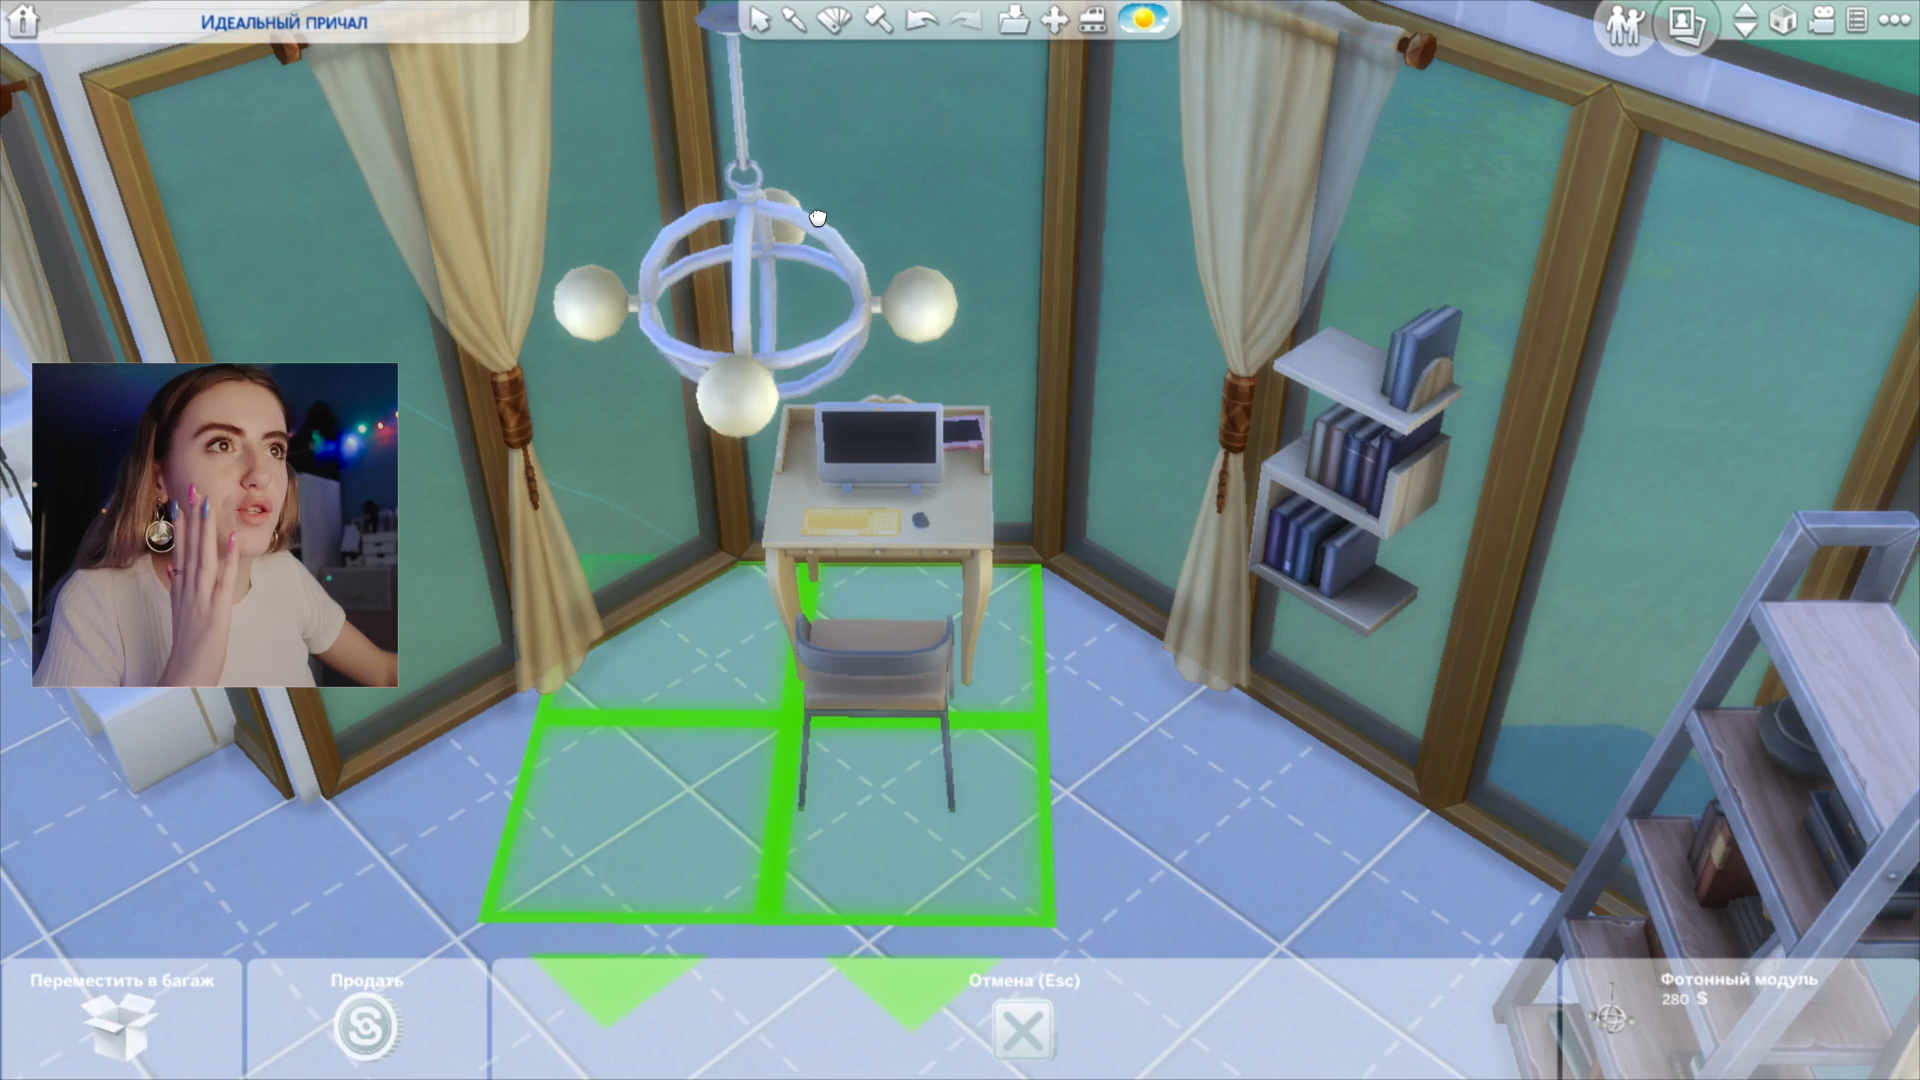 Идеальный причал
Переместить в багаж
Продать
Отмена (Esc)
Фотонный модуль
280 $